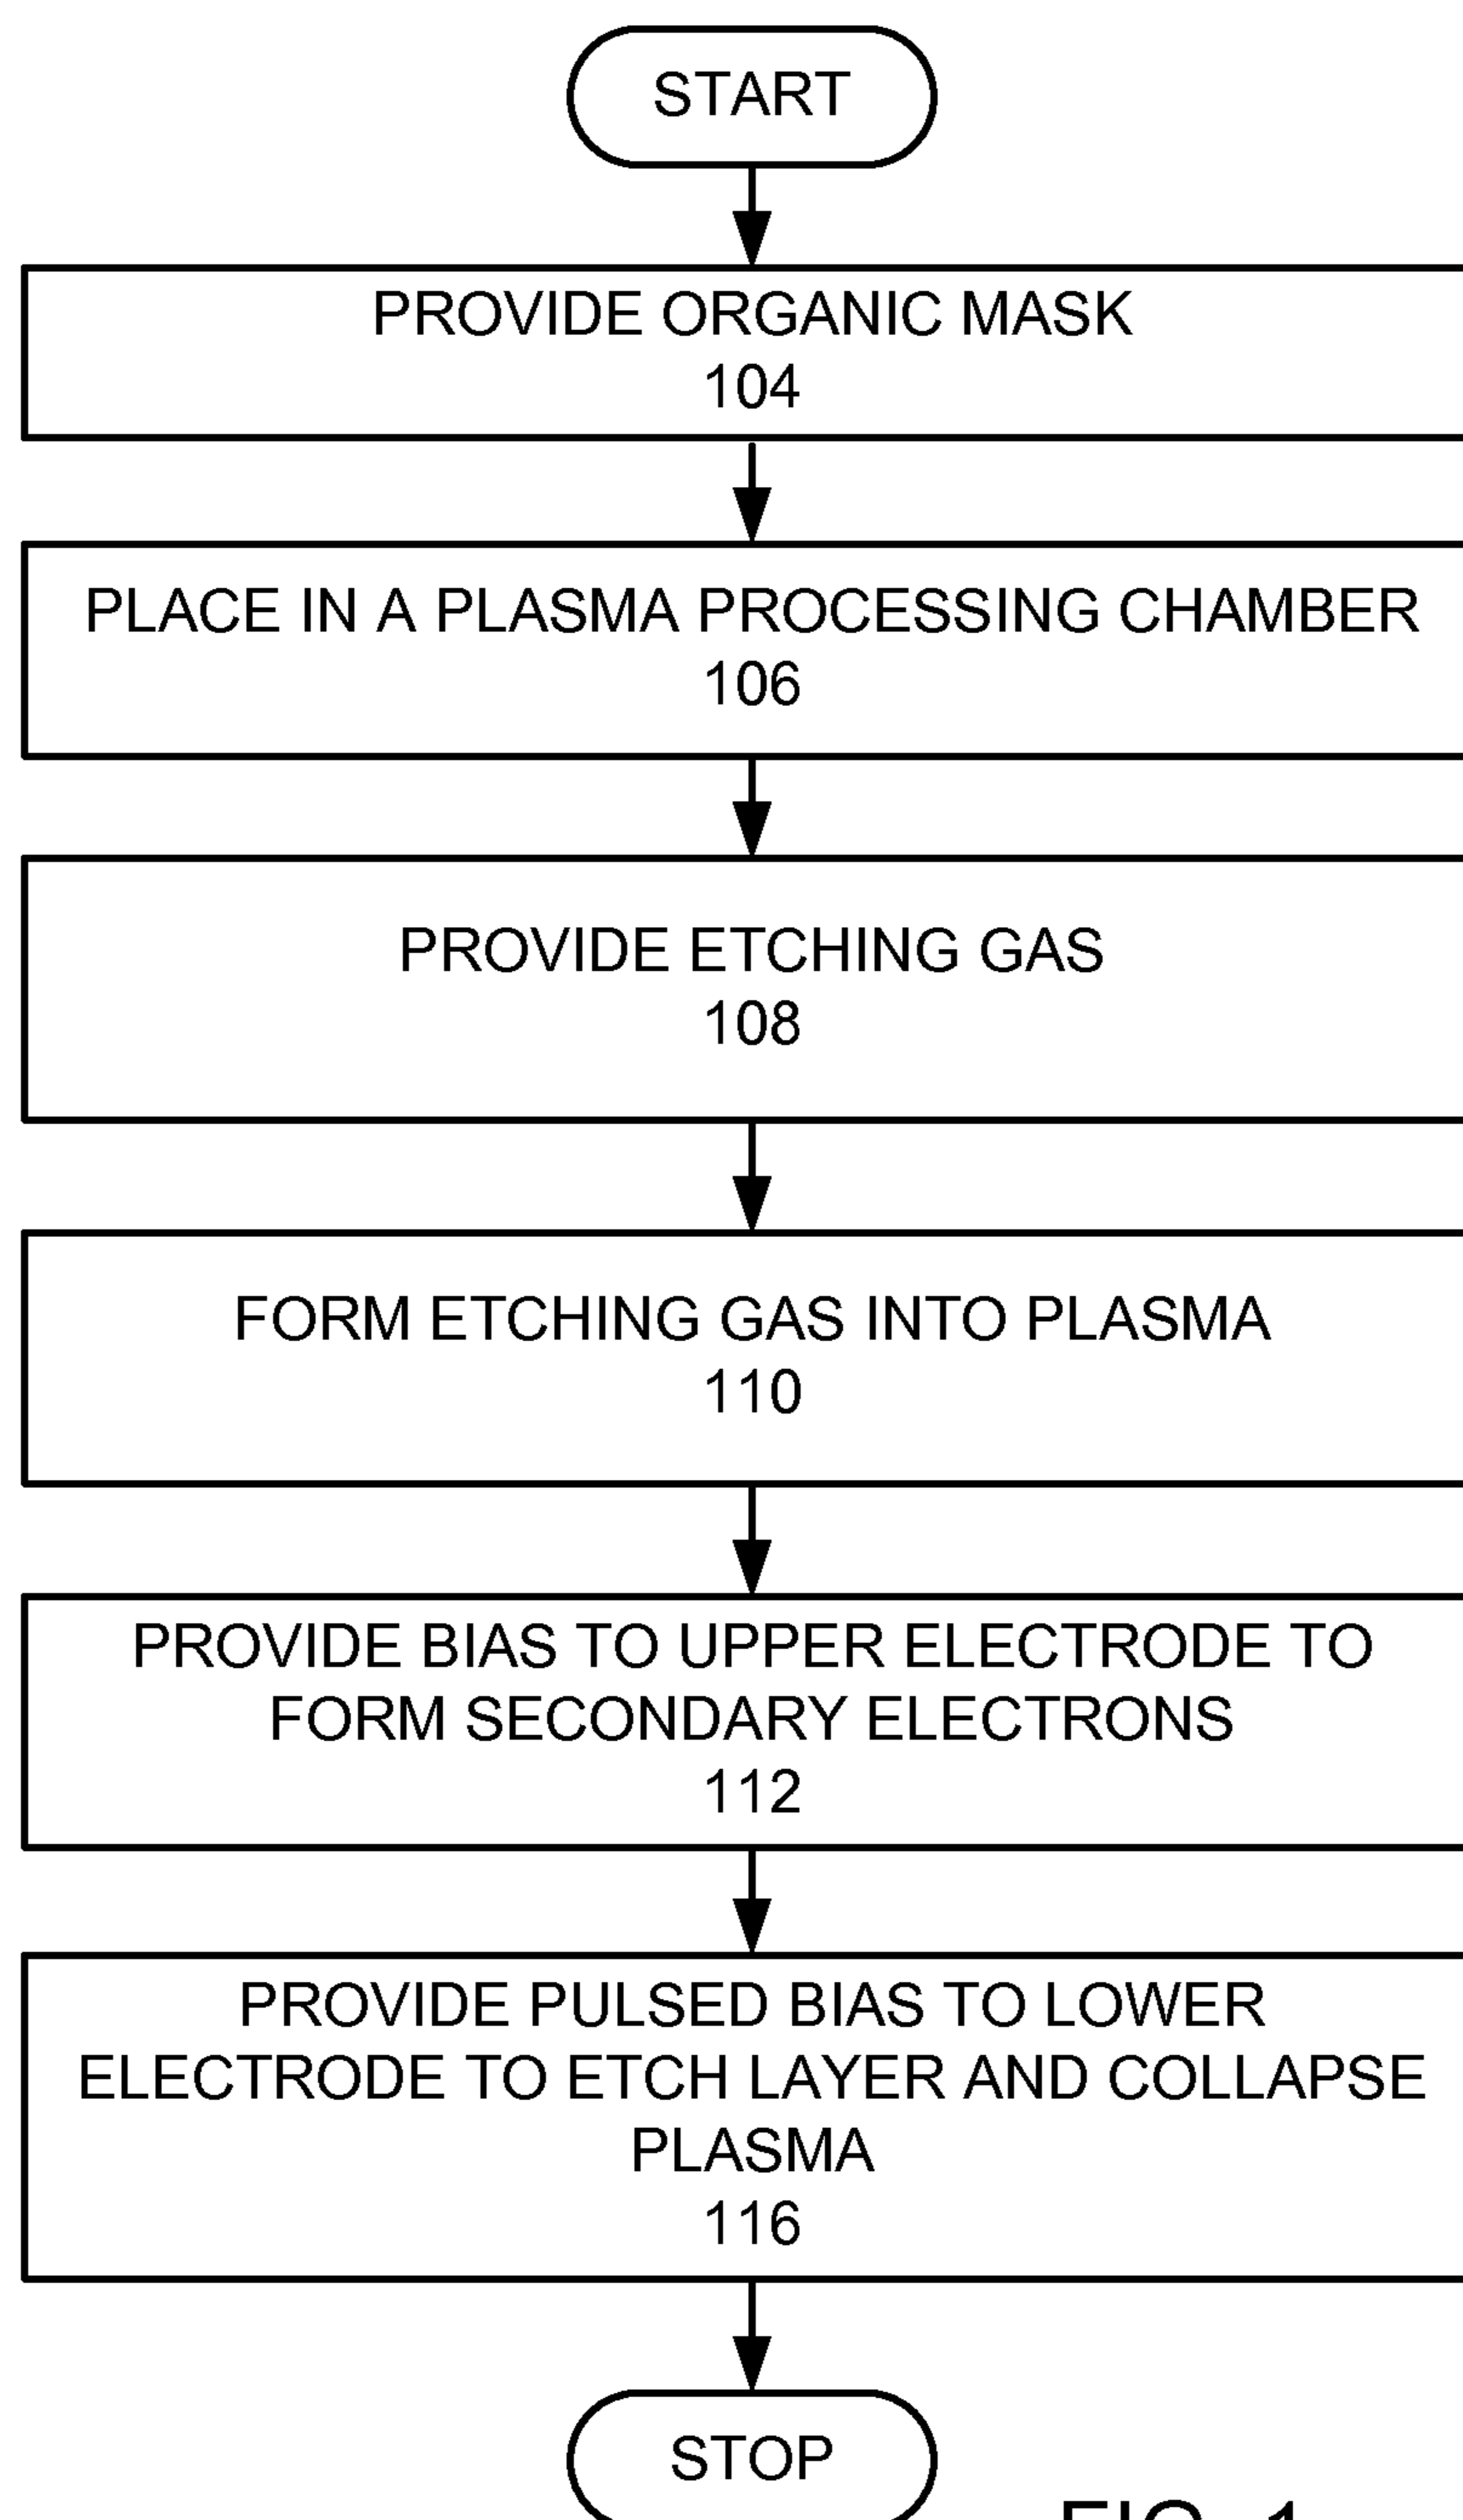 START
PROVIDE ORGANIC MASK
104
PLACE IN A PLASMA PROCESSING CHAMBER
106
PROVIDE ETCHING GAS
108
FORM ETCHING GAS INTO PLASMA
110
PROVIDE BIAS TO UPPER ELECTRODE TO
FORM SECONDARY ELECTRONS
112
PROVIDE PULSED BIAS TO LOWER
ELECTRODE TO ETCH LAYER AND COLLAPSE
PLASMA
116
STOP